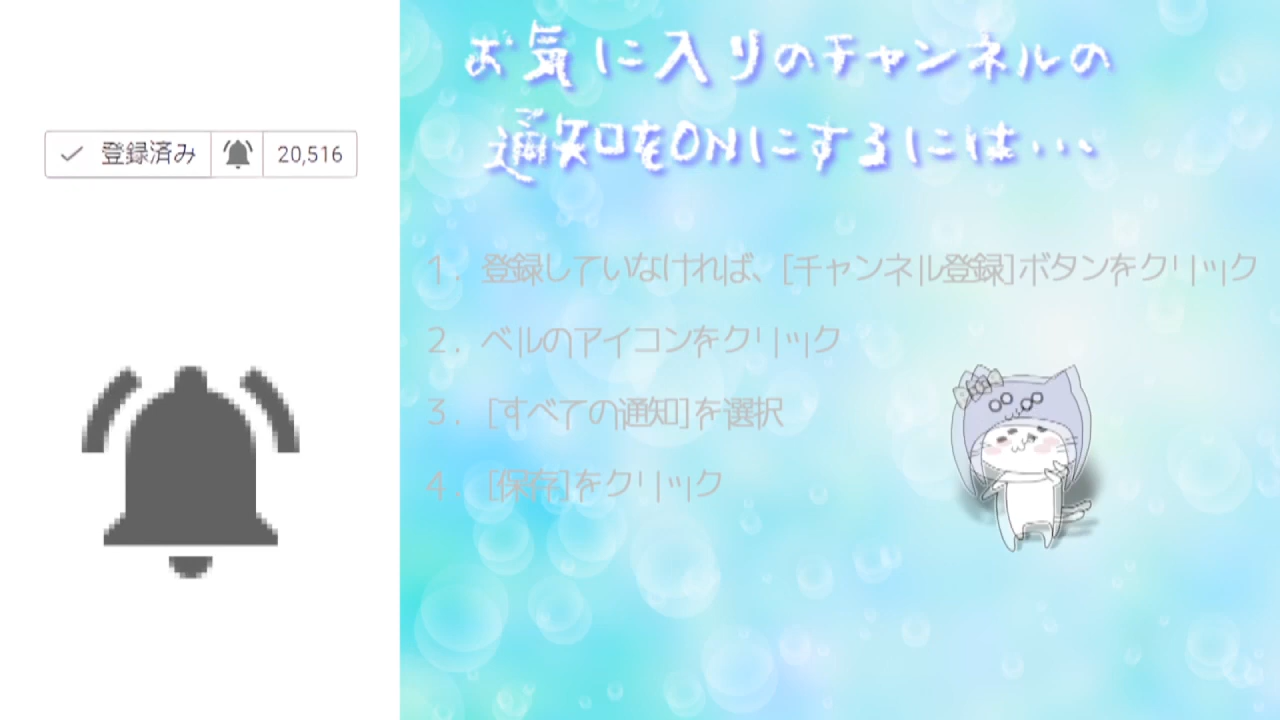 登録済み 20,516
お気に入りのチャンネルの
通知をONにするには・・・
1. 登録していなければ、[チャンネル登録]ボタンをクリック
2. ベルのアイコンをクリック
3. [すべての通知]を選択
4. [保存]をクリック